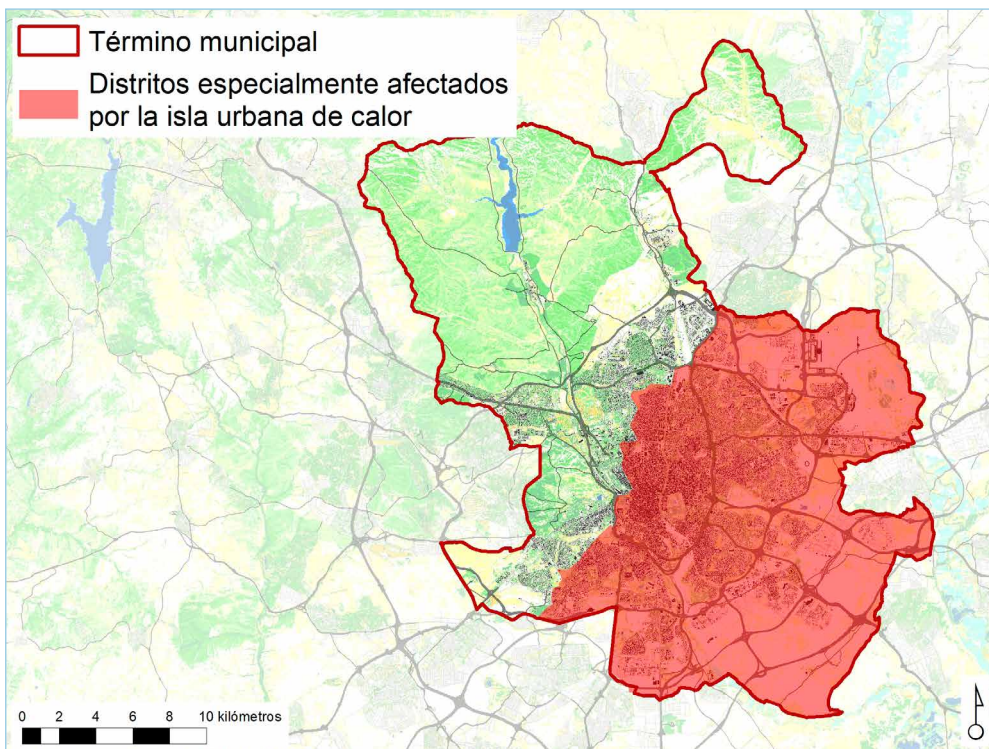 Término municipal
Distritos especialmente afectados
por la isla urbana de calor
0 2 4 6 8 10 kilómetros